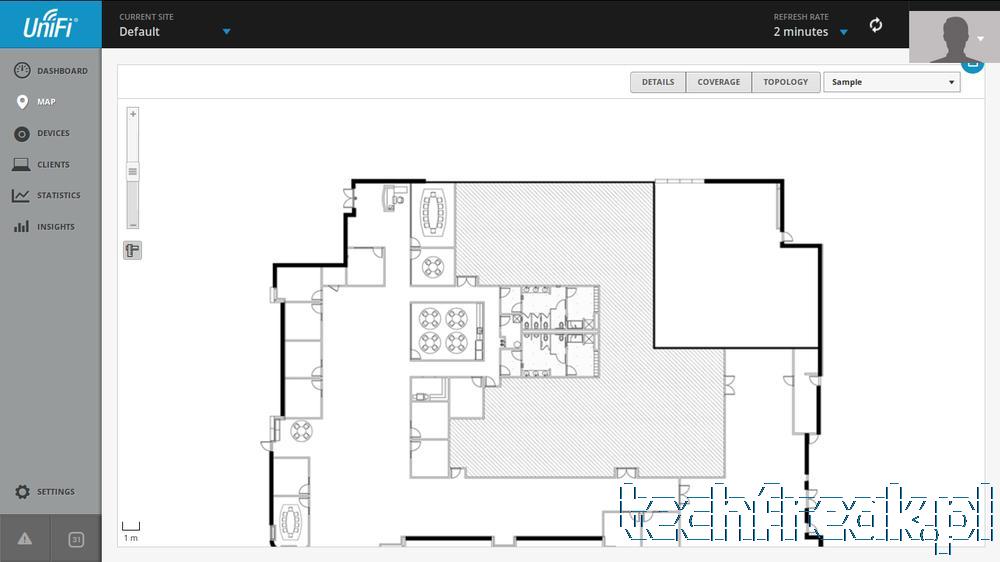 UniFi
CURRENT SITE
Default
REFRESH RATE
2 minutes
DASHBOARD
MAP
DEVICES
CLIENTS
STATISTICS
INSIGHTS
SETTINGS
31
DETAILS
COVERAGE
TOPOLOGY
Sample
1 m
techfreak.pl